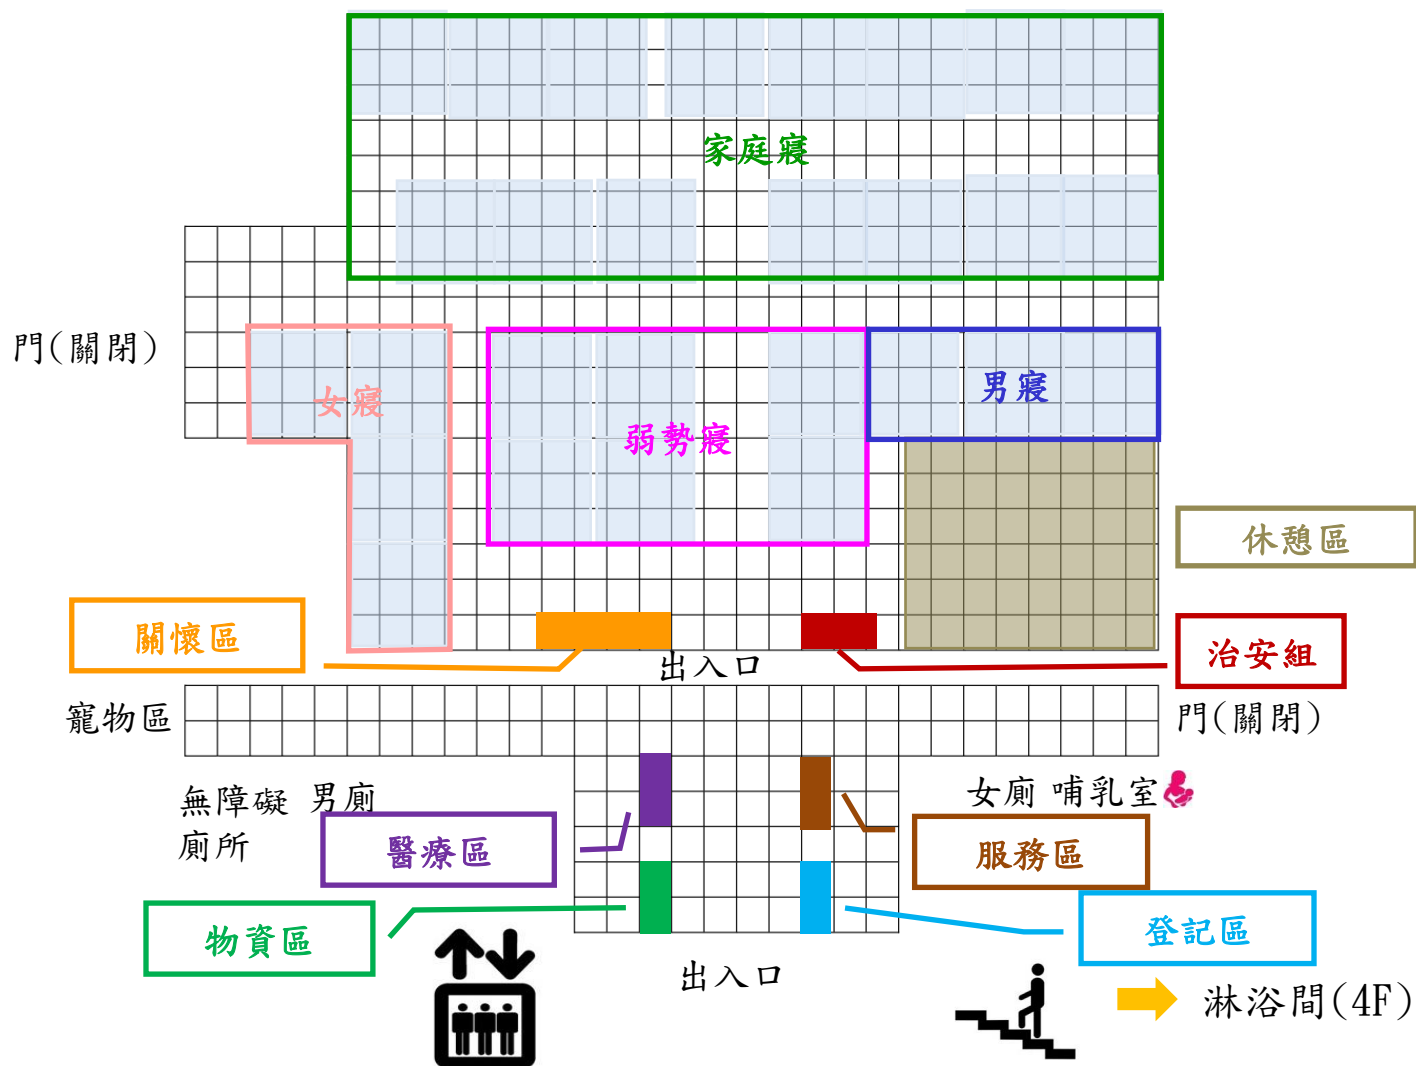 家庭寢
門(關閉)
女寢
弱勢寢
男寢
休憩區
關懷區
出入口
治安組
寵物區
門(關閉)
無障礙 男廁
廁所
女廁 哺乳室
醫療區
服務區
物資區
登記區
出入口
淋浴間(4F)